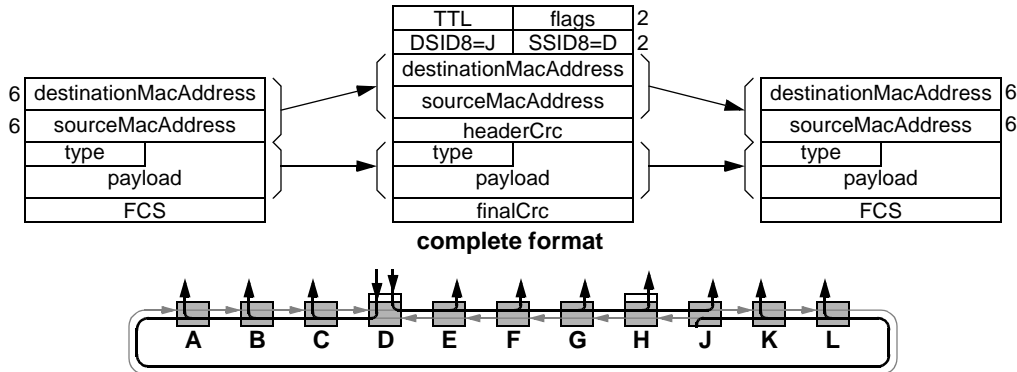 TTL flags 2
DSID8=J SSID8=D 2
6 destinationMacAddress
6 sourceMacAddress
type
payload
FCS
destinationMacAddress
sourceMacAddress
headerCrc
type
payload
finalCrc
complete format
destinationMacAddress 6
sourceMacAddress 6
type
payload
FCS
A B C D E F G H J K L